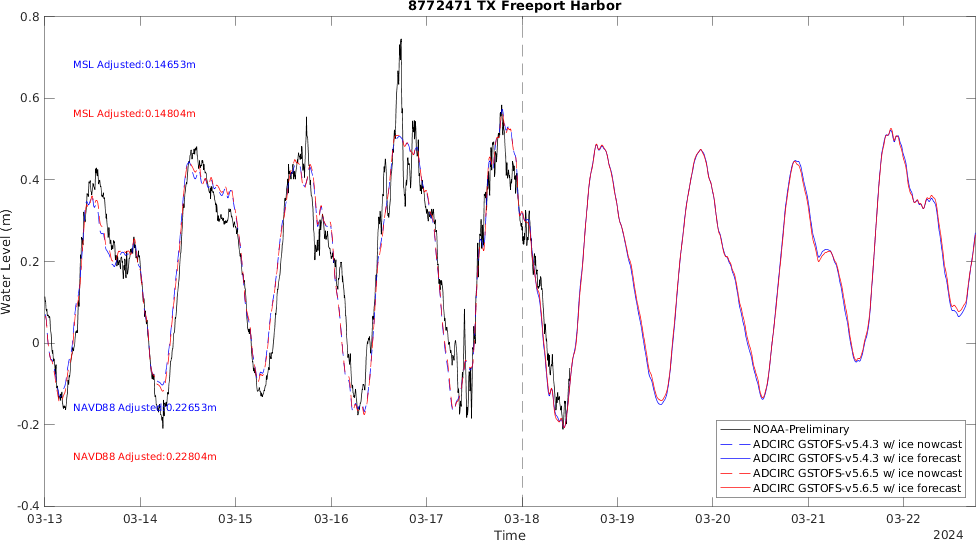 8772471 TX Freeport Harbor
0.8
MSL Adjusted:0.14653m
0.6
MSL Adjusted:0.14804m
0.4
0.2
Water Level (m)
0
NAVD88 Adjusted:0.22653m
-0.2
NOAA-Preliminary
ADCIRC GSTOFS-v5.4.3 w/ ice nowcast
ADCIRC GSTOFS-v5.4.3 w/ ice forecast
ADCIRC GSTOFS-v5.6.5 w/ ice nowcast
ADCIRC GSTOFS-v5.6.5 w/ ice forecast
NAVD88 Adjusted:0.22804m
-0.4
03-13 03-14 03-15 03-16 03-17 03-18 03-19 03-20 03-21 03-22
Time
2024